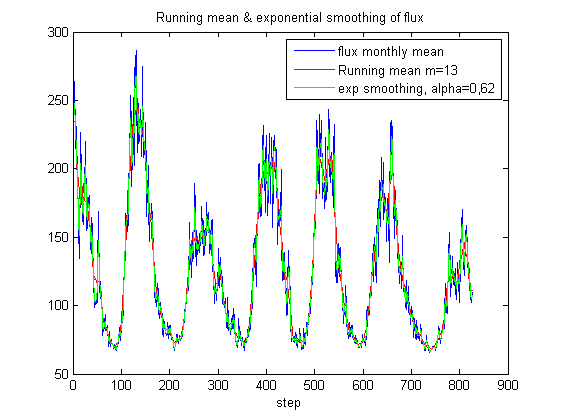 Running mean & exponential smoothing of flux
300
250
200
150
100
50
flux monthly mean
Running mean m=13
exp smoothing, alpha=0,62
0 100 200 300 400 500 600 700 800 900
step